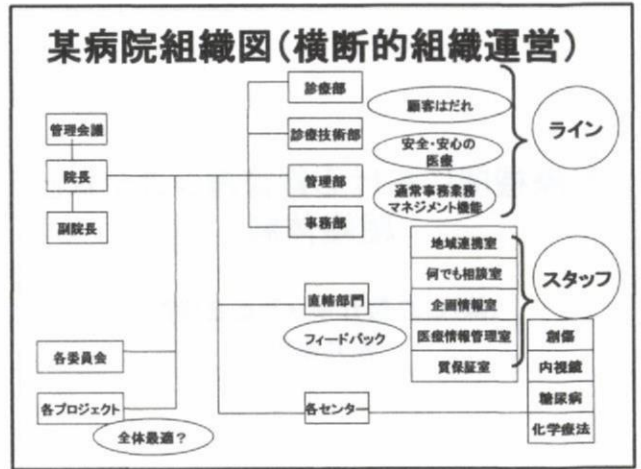 某病院組織図(横断的組織運営)
管理会議
院長
副院長
各委員会
各プロジェクト
全体最適？
診療部
診療技術部
管理部
事務部
顧客はだれ
安全・安心の
医療
通常事務業務
マネジメント機能
ライン
直轄部門
フィードバック
地域連携室
何でも相談室
企画情報室
医療情報管理室
質保証室
スタッフ
各センター
創傷
内視鏡
糖尿病
化学療法